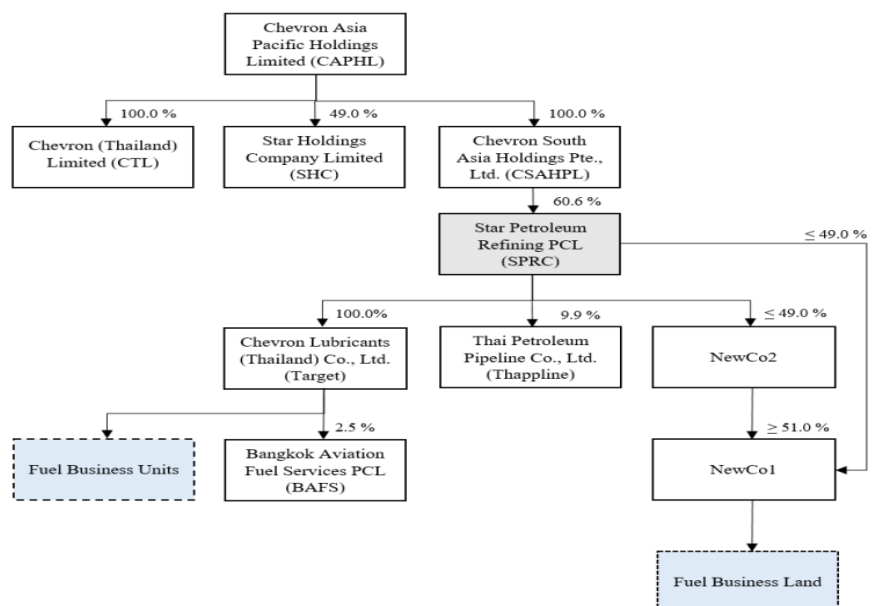 Chevron Asia
Pacific Holdings
Limited (CAPHL)
100.0 %
49.0 %
100.0 %
Chevron (Thailand)
Limited (CTL)
Star Holdings
Company Limited
(SHC)
Chevron South
Asia Holdings Pte.,
Ltd. (CSAHPL)
60.6 %
Star Petroleum
Refining PCL
(SPRC)
≤ 49.0 %
100.0%
9.9 %
≤ 49.0 %
Chevron Lubricants
(Thailand) Co., Ltd.
(Target)
Thai Petroleum
Pipeline Co., Ltd.
(Thappline)
NewCo2
2.5 %
≥ 51.0 %
Fuel Business Units
Bangkok Aviation
Fuel Services PCL
(BAFS)
NewCo1
Fuel Business Land